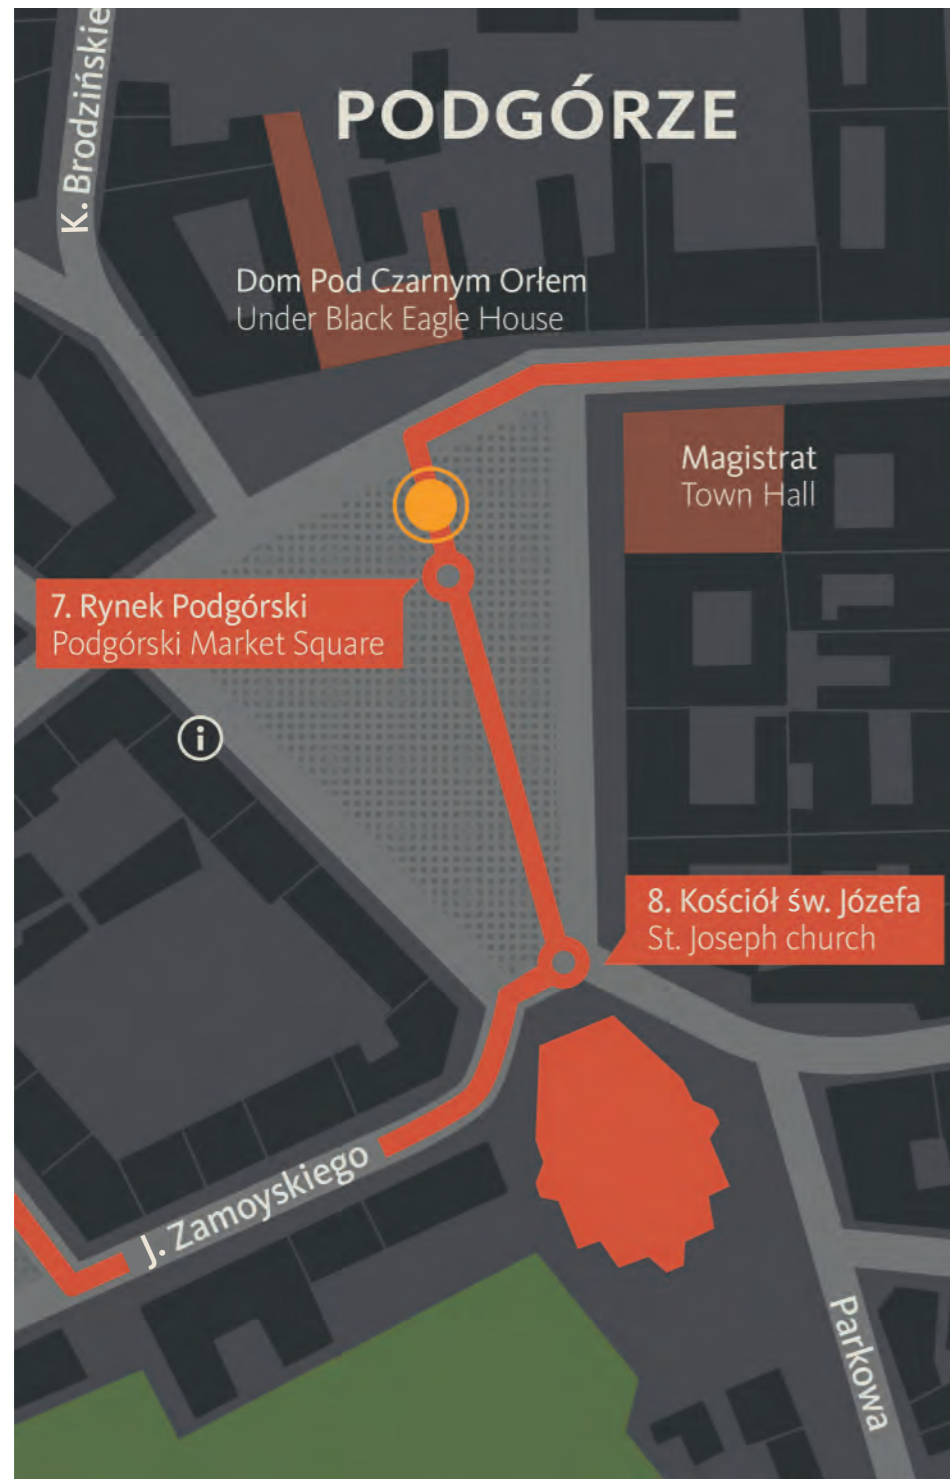 K. Brodzińskie
PODGÓRZE
Dom Pod Czarnym Orłem
Under Black Eagle House
Magistrat
Town Hall
7. Rynek Podgórski
Podgórski Market Square
i
8. Kościół św. Józefa
St. Joseph church
J. Zamoyskiego
Parkowa